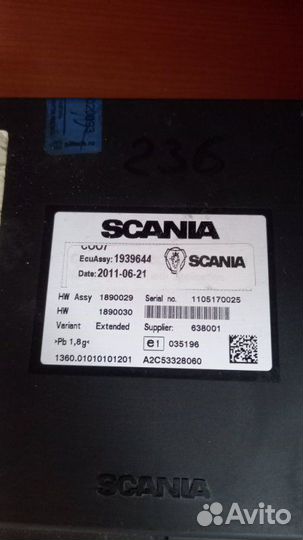 236
SCANIA
COO7
EcuAssy: 1939644
Date: 2011-06-21
SCANIA
HW Assy 1890029 Serial no. 1105170025
HW 1890030
Variant Extended Supplier: 638001
>Pb 1,8g< e1 035196
1360.01010101201 A2C53328060
SCANIA
Avito